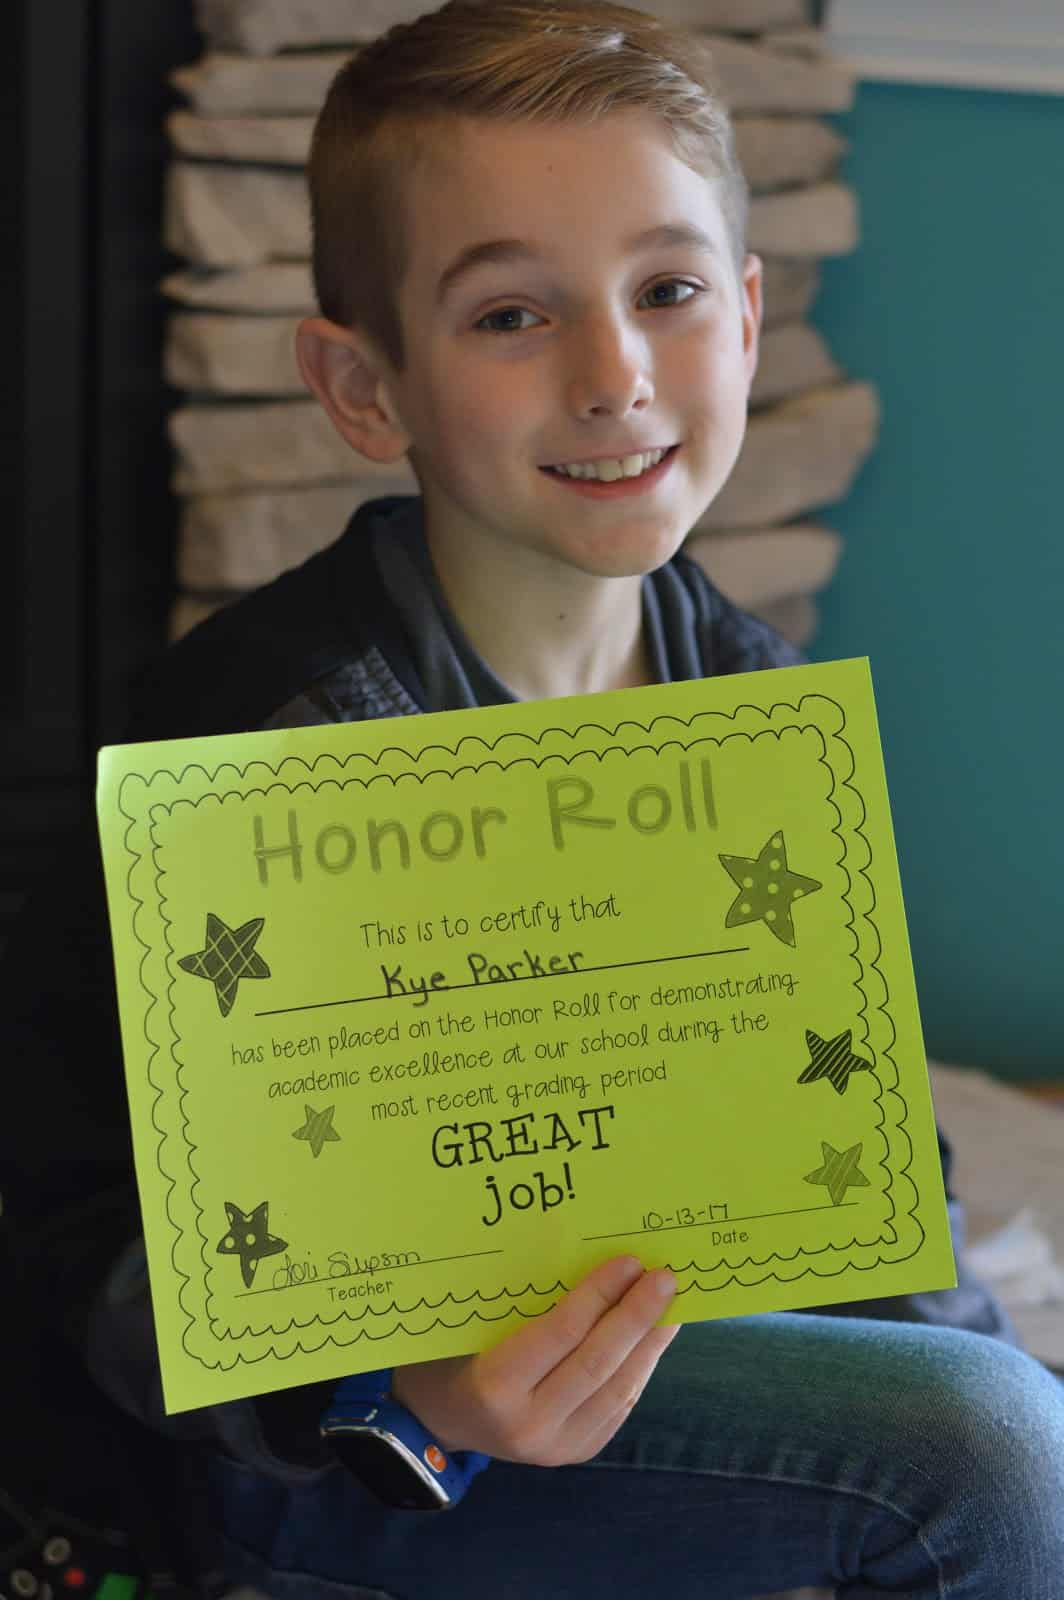 Honor Roll
This is to certify that
Kye Parker
has been placed on the Honor Roll for demonstrating
academic excellence at our school during the
most recent grading period
GREAT
job!
Lori
Teacher
10-13-17
Date